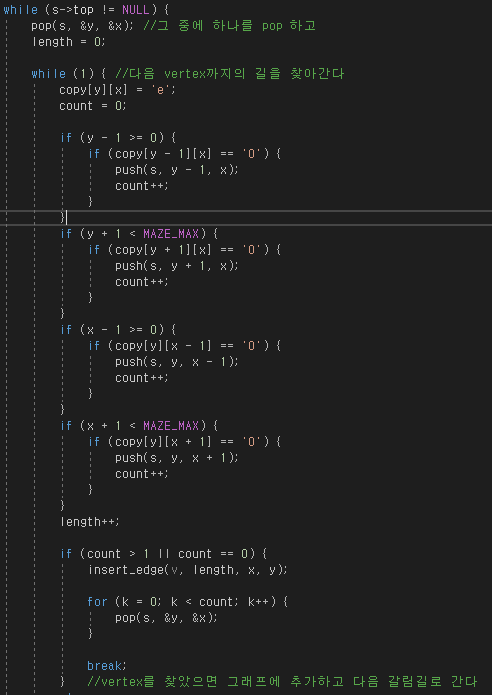 while (s->top != NULL) {
    pop(s, &y, &x); //그 중에 하나를 pop 하고
    length = 0;

    while (1) { //다음 vertex까지의 길을 찾아간다
        copy[y][x] = 'e';
        count = 0;

        if (y - 1 >= 0) {
            if (copy[y - 1][x] == '0') {
                push(s, y - 1, x);
                count++;
            }
        }
        if (y + 1 < MAZE_MAX) {
            if (copy[y + 1][x] == '0') {
                push(s, y + 1, x);
                count++;
            }
        }
        if (x - 1 >= 0) {
            if (copy[y][x - 1] == '0') {
                push(s, y, x - 1);
                count++;
            }
        }
        if (x + 1 < MAZE_MAX) {
            if (copy[y][x + 1] == '0') {
                push(s, y, x + 1);
                count++;
            }
        }
        length++;

        if (count > 1 || count == 0) {
            insert_edge(v, length, x, y);

            for (k = 0; k < count; k++) {
                pop(s, &y, &x);
            }

            break;
        }   //vertex를 찾았으면 그래프에 추가하고 다음 갈림길로 간다